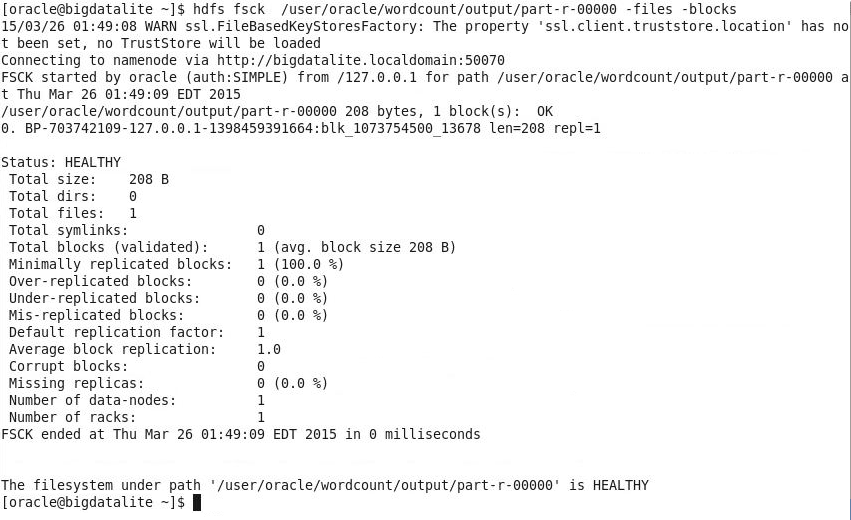 [oracle@bigdatalite ~]$ hdfs fsck  /user/oracle/wordcount/output/part-r-00000 -files -blocks
15/03/26 01:49:08 WARN ssl.FileBasedKeyStoresFactory: The property 'ssl.client.truststore.location' has no
t been set, no TrustStore will be loaded
Connecting to namenode via http://bigdatalite.localdomain:50070
FSCK started by oracle (auth:SIMPLE) from /127.0.0.1 for path /user/oracle/wordcount/output/part-r-00000 a
t Thu Mar 26 01:49:09 EDT 2015
/user/oracle/wordcount/output/part-r-00000 208 bytes, 1 block(s):  OK
0. BP-703742109-127.0.0.1-1398459391664:blk_1073754500_13678 len=208 repl=1

Status: HEALTHY
 Total size:    208 B
 Total dirs:    0
 Total files:   1
 Total symlinks:                0
 Total blocks (validated):      1 (avg. block size 208 B)
 Minimally replicated blocks:   1 (100.0 %)
 Over-replicated blocks:        0 (0.0 %)
 Under-replicated blocks:       0 (0.0 %)
 Mis-replicated blocks:         0 (0.0 %)
 Default replication factor:    1
 Average block replication:     1.0
 Corrupt blocks:                0
 Missing replicas:              0 (0.0 %)
 Number of data-nodes:          1
 Number of racks:               1
FSCK ended at Thu Mar 26 01:49:09 EDT 2015 in 0 milliseconds


The filesystem under path '/user/oracle/wordcount/output/part-r-00000' is HEALTHY
[oracle@bigdatalite ~]$